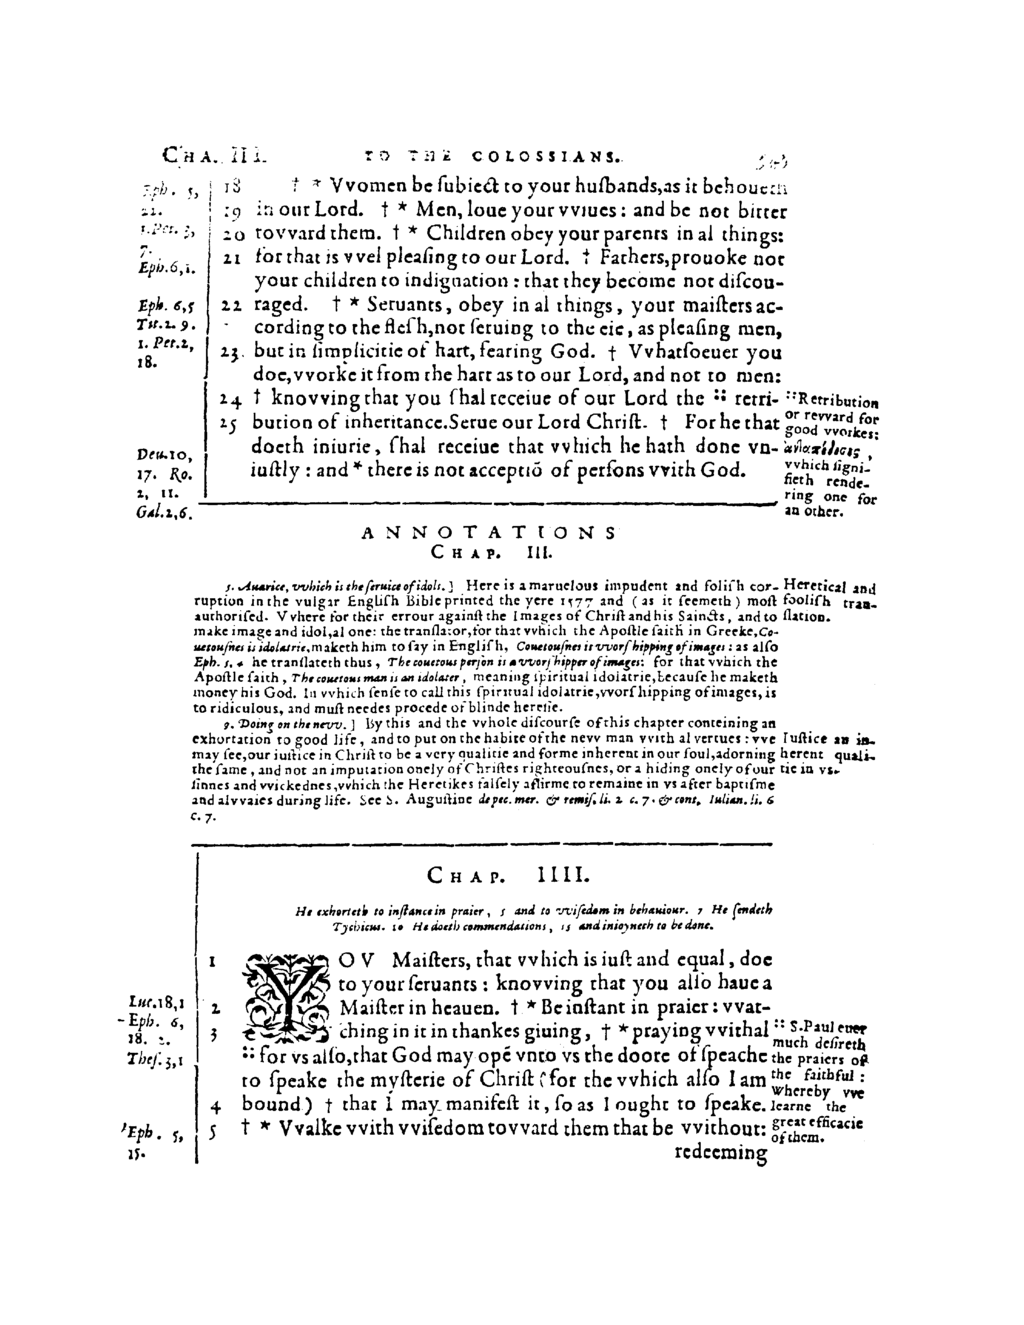 CHA. III. TO THE COLOSSIANS.
Eph. 5,
22.
1.Pet. 3,
7.
Eph.6,1.
Eph. 6,5
Tit.2. 9.
1. Pet.2,
18.
Deu.10,
17. Ro.
2, 11.
Gal.2,6.
18 † * Vvomen be ſubiect to your huſbands,as it behoueth
19 in our Lord. † * Men, loue your vviues: and be not bitter
20 tovvard them. † * Children obey your parents in al things:
21 for that is vvel pleaſing to our Lord. † Fathers,prouoke not
your children to indignation : that they become not diſcou-
22 raged. † * Seruants, obey in al things, your maiſters ac-
cording to the fleſh,not ſeruing to the eie, as pleaſing men,
23 but in ſimplicitie of hart, fearing God. † Vvhatſoeuer you
doe,vvorke it from the hart as to our Lord, and not to men:
24 † knovving that you ſhal receiue of our Lord the :: retri-
25 bution of inheritance.Serue our Lord Chriſt. † For he that
doeth iniurie, ſhal receiue that vvhich he hath done vn-
iuſtly : and * there is not acceptiō of perſons vvith God.
::Retribution
or revvard for
good vvorkes:
ἀνταπόδοσις,
vvhich ſigni-
fieth rende-
ring one for
an other.
ANNOTATIONS
CHAP. III.
5. Auarice, vvhich is the ſeruice of idols.] Here is a maruelous impudent and foliſh cor-
ruption in the vulgar Engliſh Bible printed the yere 1577 and (as it ſeemeth) moſt
authoriſed. Vvhere for their errour againſt the Images of Chriſt and his Saincts, and to
make image and idol,al one: the tranſlator,for that vvhich the Apoſtle ſaith in Greeke,Co-
uetouſnes is idolatrie,maketh him to ſay in Engliſh, Couetouſnes is vvorſhipping of images: as alſo
Eph. 5. * he tranſlateth thus, The couetous perſon is a vvorſhipper of images: for that vvhich the
Apoſtle ſaith, The couetous man is an idolater, meaning ſpiritual idolatrie,becauſe he maketh
money his God. In vvhich ſenſe to call this ſpiritual idolatrie,vvorſhipping of images, is
to ridiculous, and muſt needes procede of blinde hereſie.
Heretical and
fooliſh tran-
ſlation.
9. Doing on the nevv.] By this and the vvhole diſcourſe of this chapter conteining an
exhortation to good life, and to put on the habite of the nevv man vvith al vertues : vve
may ſee,our iuſtice in Chriſt to be a very qualitie and forme inherent in our ſoul,adorning
the ſame, and not an imputation onely of Chriſtes righteouſnes, or a hiding onely of our
ſinnes and vvickednes,vvhich the Heretikes falſely affirme to remaine in vs after baptiſme
and alvvaies during life. See S. Auguſtine de pec. mer. & remiſ. li. 2 c. 7. & cont. Iulian. li. 6
c. 7.
Iuſtice an in-
herent quali-
tie in vs.
CHAP. IIII.
He exhorteth to inſtance in praier, 5 and to vviſedom in behauiour. 7 He ſendeth
Tychicus. 10 He doeth commendations, 15 and inioyneth to be done.
1 YOV Maiſters, that vvhich is iuſt and equal, doe
to your ſeruants : knovving that you alſo haue a
2 Maiſter in heauen. † * Be inſtant in praier : vvat-
3 ching in it in thankes giuing, † * praying vvithal
:: for vs alſo,that God may opē vnto vs the doore of ſpeache
to ſpeake the myſterie of Chriſt (for the vvhich alſo I am
4 bound) † that I may manifeſt it, ſo as I ought to ſpeake.
5 † * Vvalke vvith vviſedom tovvard them that be vvithout:
redeeming
Luc.18,1
Eph. 6,
18. 2.
Theſ.3,1
Eph. 5,
15.
:: S.Paul euer
much deſireth
the praiers of
the faithful :
Whereby vve
learne the
great efficacie
of them.